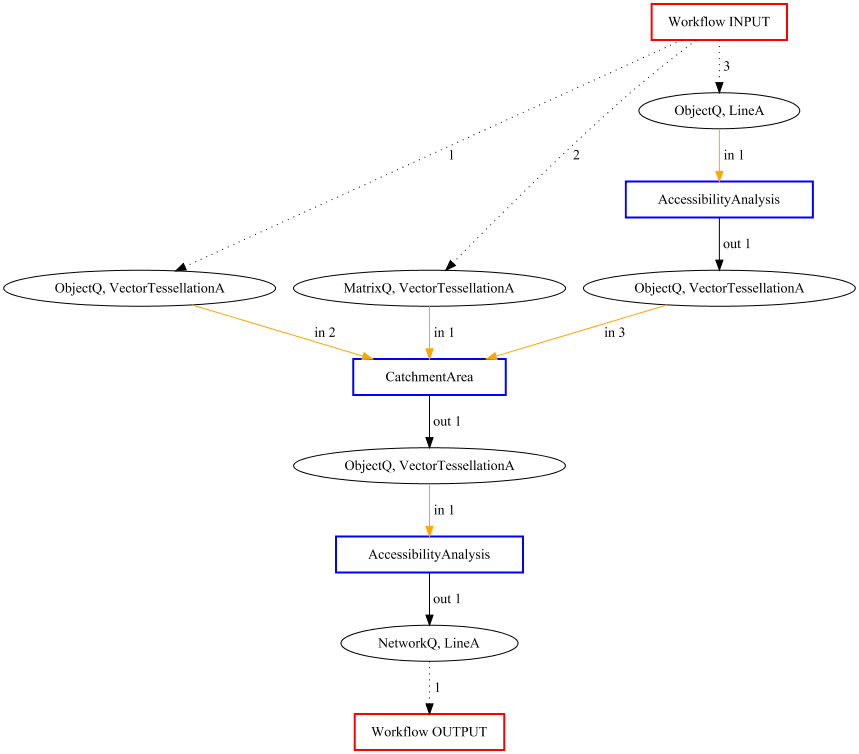 Workflow INPUT
3
ObjectQ, LineA
1
2
in 1
AccessibilityAnalysis
out 1
ObjectQ, VectorTessellationA
MatrixQ, VectorTessellationA
ObjectQ, VectorTessellationA
in 2
in 1
in 3
CatchmentArea
out 1
ObjectQ, VectorTessellationA
in 1
AccessibilityAnalysis
out 1
NetworkQ, LineA
1
Workflow OUTPUT